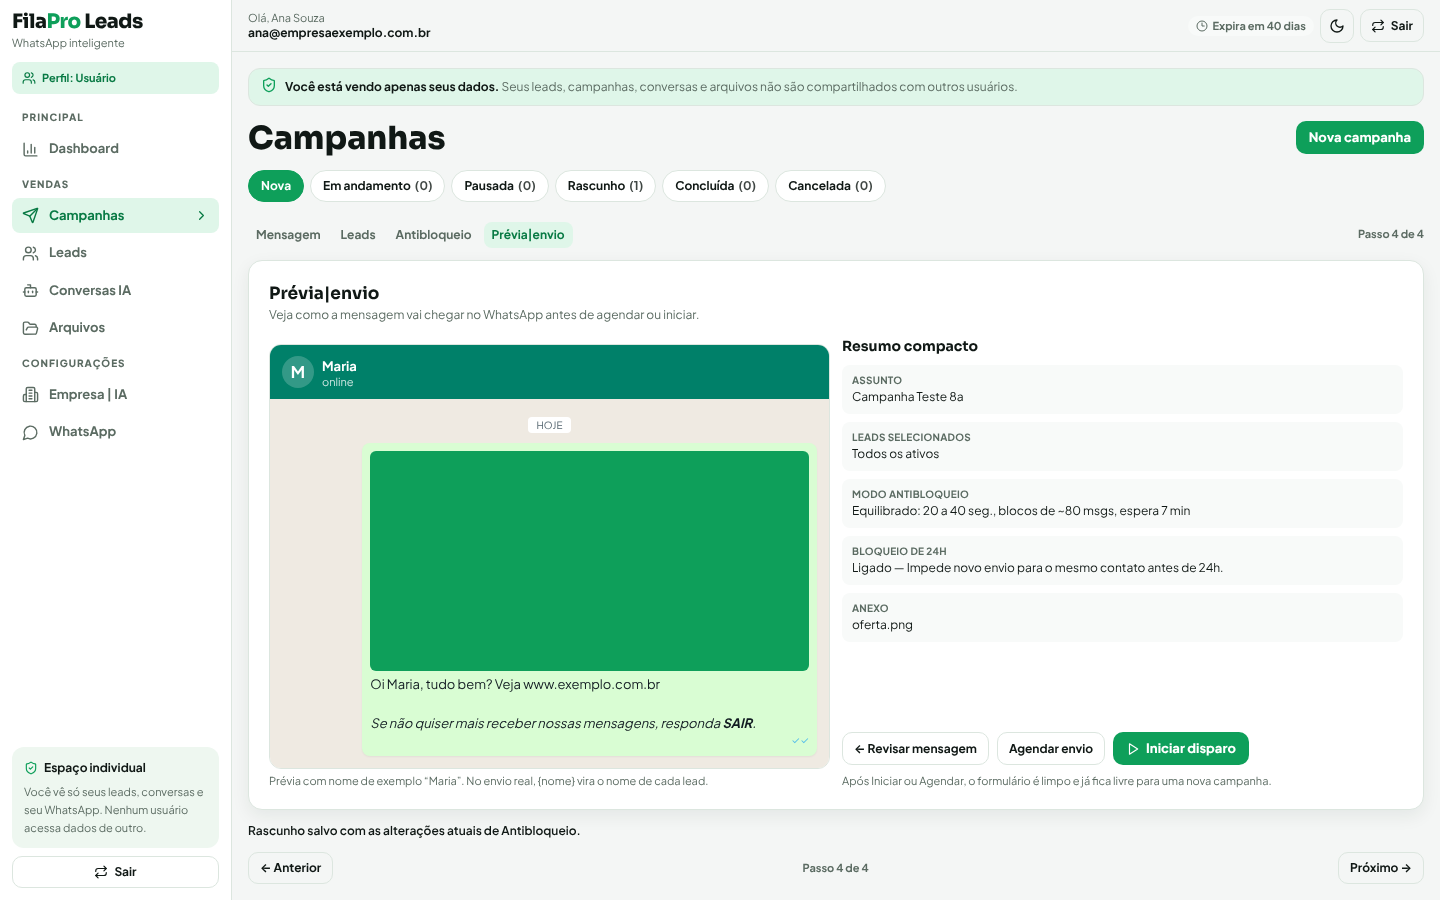 FilaPro Leads
WhatsApp inteligente
Perfil: Usuário
PRINCIPAL
Dashboard
VENDAS
Campanhas
Leads
Conversas IA
Arquivos
CONFIGURAÇÕES
Empresa | IA
WhatsApp
Espaço individual
Você vê só seus leads, conversas e
seu WhatsApp. Nenhum usuário
acessa dados de outro.
Sair
Olá, Ana Souza
ana@empresaexemplo.com.br
Expira em 40 dias
Sair
Você está vendo apenas seus dados. Seus leads, campanhas, conversas e arquivos não são compartilhados com outros usuários.
Campanhas
Nova campanha
Nova
Em andamento (0)
Pausada (0)
Rascunho (1)
Concluída (0)
Cancelada (0)
Mensagem
Leads
Antibloqueio
Prévia|envio
Passo 4 de 4
Prévia|envio
Veja como a mensagem vai chegar no WhatsApp antes de agendar ou iniciar.
M
Maria
online
HOJE
Oi Maria, tudo bem? Veja www.exemplo.com.br
Se não quiser mais receber nossas mensagens, responda SAIR.
Prévia com nome de exemplo “Maria”. No envio real, {nome} vira o nome de cada lead.
Resumo compacto
ASSUNTO
Campanha Teste 8a
LEADS SELECIONADOS
Todos os ativos
MODO ANTIBLOQUEIO
Equilibrado: 20 a 40 seg., blocos de ~80 msgs, espera 7 min
BLOQUEIO DE 24H
Ligado — Impede novo envio para o mesmo contato antes de 24h.
ANEXO
oferta.png
← Revisar mensagem
Agendar envio
Iniciar disparo
Após Iniciar ou Agendar, o formulário é limpo e já fica livre para uma nova campanha.
Rascunho salvo com as alterações atuais de Antibloqueio.
← Anterior
Passo 4 de 4
Próximo →